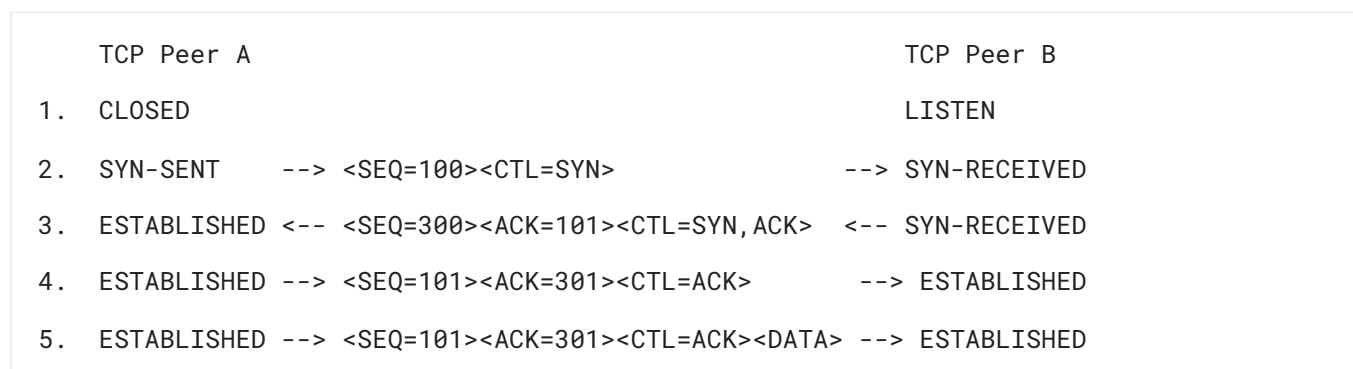 TCP Peer A                                           TCP Peer B
1.  CLOSED                                               LISTEN
2.  SYN-SENT    --> <SEQ=100><CTL=SYN>               --> SYN-RECEIVED
3.  ESTABLISHED <-- <SEQ=300><ACK=101><CTL=SYN,ACK>  <-- SYN-RECEIVED
4.  ESTABLISHED --> <SEQ=101><ACK=301><CTL=ACK>       --> ESTABLISHED
5.  ESTABLISHED --> <SEQ=101><ACK=301><CTL=ACK><DATA> --> ESTABLISHED